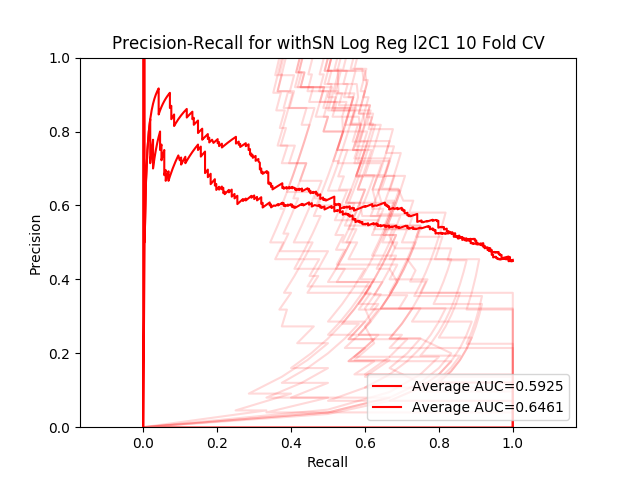 Precision-Recall for withSN Log Reg l2C1 10 Fold CV
1.0
0.8
0.6
0.4
0.2
0.0
Precision
0.0 0.2 0.4 0.6 0.8 1.0
Recall
Average AUC=0.5925
Average AUC=0.6461